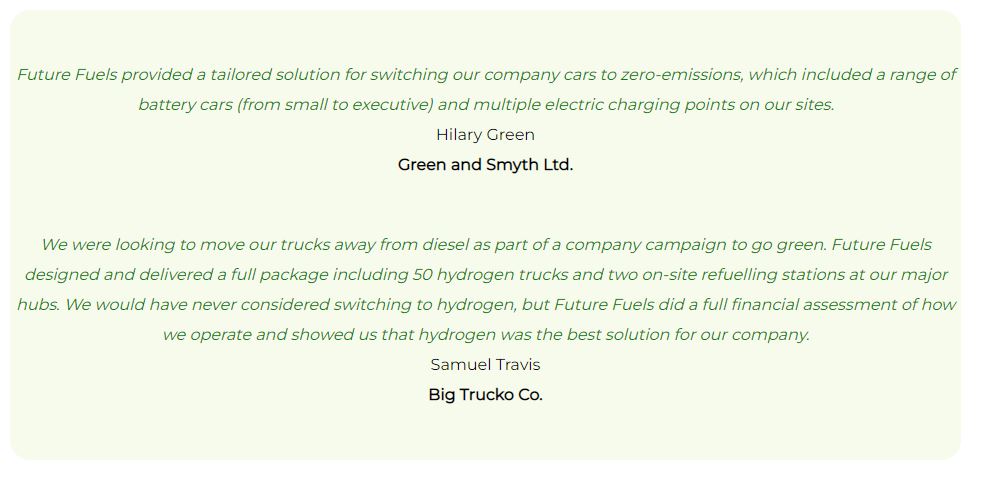 Future Fuels provided a tailored solution for switching our company cars to zero-emissions, which included a range of
battery cars (from small to executive) and multiple electric charging points on our sites.
Hilary Green
Green and Smyth Ltd.
We were looking to move our trucks away from diesel as part of a company campaign to go green. Future Fuels
designed and delivered a full package including 50 hydrogen trucks and two on-site refuelling stations at our major
hubs. We would have never considered switching to hydrogen, but Future Fuels did a full financial assessment of how
we operate and showed us that hydrogen was the best solution for our company.
Samuel Travis
Big Trucko Co.